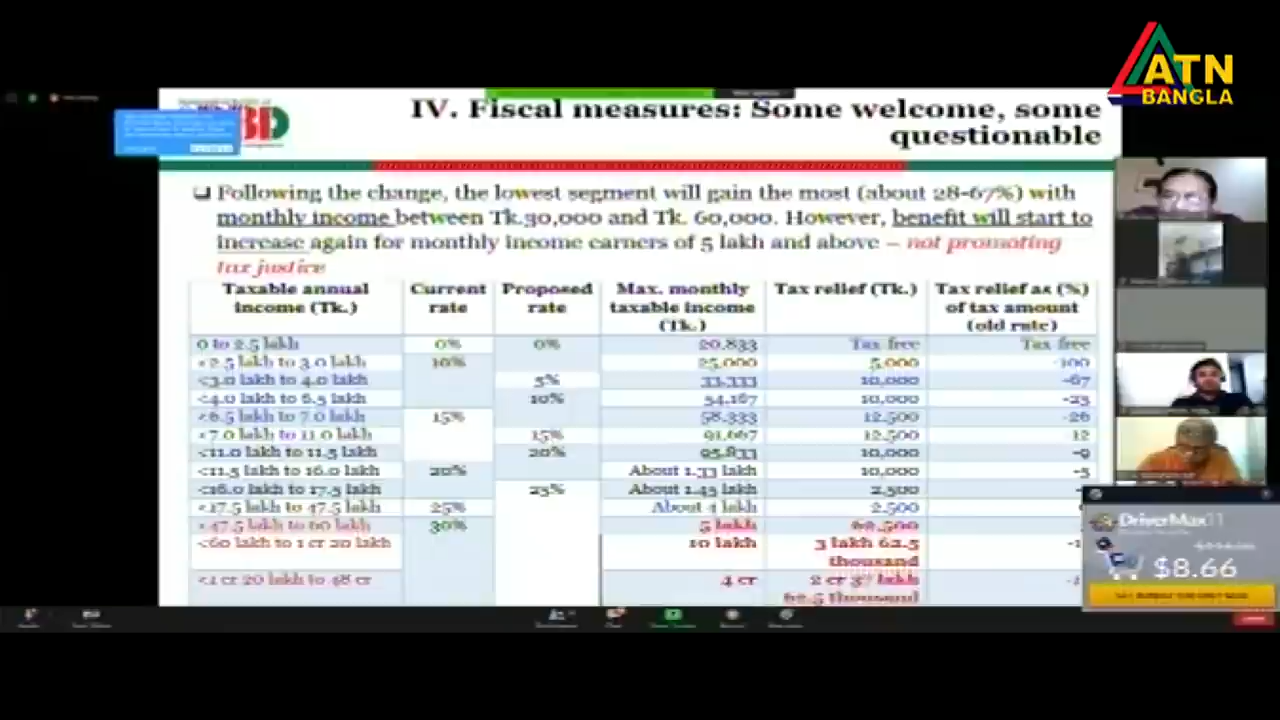 ATN
BANGLA
IV. Fiscal measures: Some welcome, some
questionable
❑ Following the change, the lowest segment will gain the most (about 28-67%) with
monthly income between Tk.30,000 and Tk. 60,000. However, benefit will start to
increase again for monthly income earners of 5 lakh and above – not promoting
tax justice
Taxable annual income (Tk.) Current rate Proposed rate Max. monthly taxable income (Tk.) Tax relief (Tk.) Tax relief as (%) of tax amount (old rate)
0 to 2.5 lakh 0% 0% 20,833 Tax free Tax free
<2.5 lakh to 3.0 lakh 10% 25,000 5,000 -100
<3.0 lakh to 4.0 lakh 5% 33,333 10,000 -67
<4.0 lakh to 6.5 lakh 10% 54,167 10,000 -23
<6.5 lakh to 7.0 lakh 15% 58,333 12,500 -26
<7.0 lakh to 11.0 lakh 15% 91,667 12,500 12
<11.0 lakh to 11.5 lakh 20% 95,833 10,000 -9
<11.5 lakh to 16.0 lakh 20% About 1.33 lakh 10,000 -5
<16.0 lakh to 17.5 lakh 25% About 1.45 lakh 2,500
<17.5 lakh to 47.5 lakh 25% About 4 lakh 2,500
<47.5 lakh to 60 lakh 30% 5 lakh 62,500
<60 lakh to 1 cr 20 lakh 10 lakh 3 lakh 62.5 thousand
<1 cr 20 lakh to 48 cr 4 cr 2 cr 37 lakh 62.5 thousand
DriverMax11
$8.66